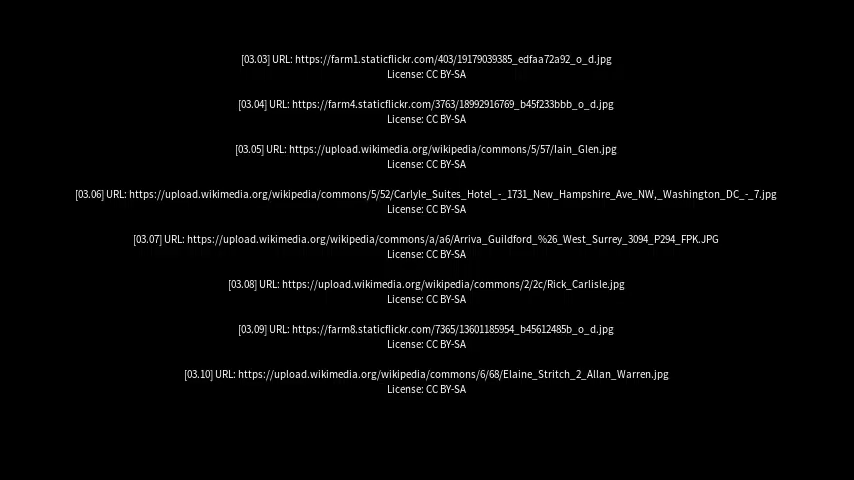 [03.03] URL: https://farm1.staticflickr.com/403/19179039385_edfaa72a92_o_d.jpg
License: CC BY-SA
[03.04] URL: https://farm4.staticflickr.com/3763/18992916769_b45f233bbb_o_d.jpg
License: CC BY-SA
[03.05] URL: https://upload.wikimedia.org/wikipedia/commons/5/57/Iain_Glen.jpg
License: CC BY-SA
[03.06] URL: https://upload.wikimedia.org/wikipedia/commons/5/52/Carlyle_Suites_Hotel_-_1731_New_Hampshire_Ave_NW,_Washington_DC_-_7.jpg
License: CC BY-SA
[03.07] URL: https://upload.wikimedia.org/wikipedia/commons/a/a6/Arriva_Guildford_%26_West_Surrey_3094_P294_FPK.JPG
License: CC BY-SA
[03.08] URL: https://upload.wikimedia.org/wikipedia/commons/2/2c/Rick_Carlisle.jpg
License: CC BY-SA
[03.09] URL: https://farm8.staticflickr.com/7365/13601185954_b45612485b_o_d.jpg
License: CC BY-SA
[03.10] URL: https://upload.wikimedia.org/wikipedia/commons/6/68/Elaine_Stritch_2_Allan_Warren.jpg
License: CC BY-SA